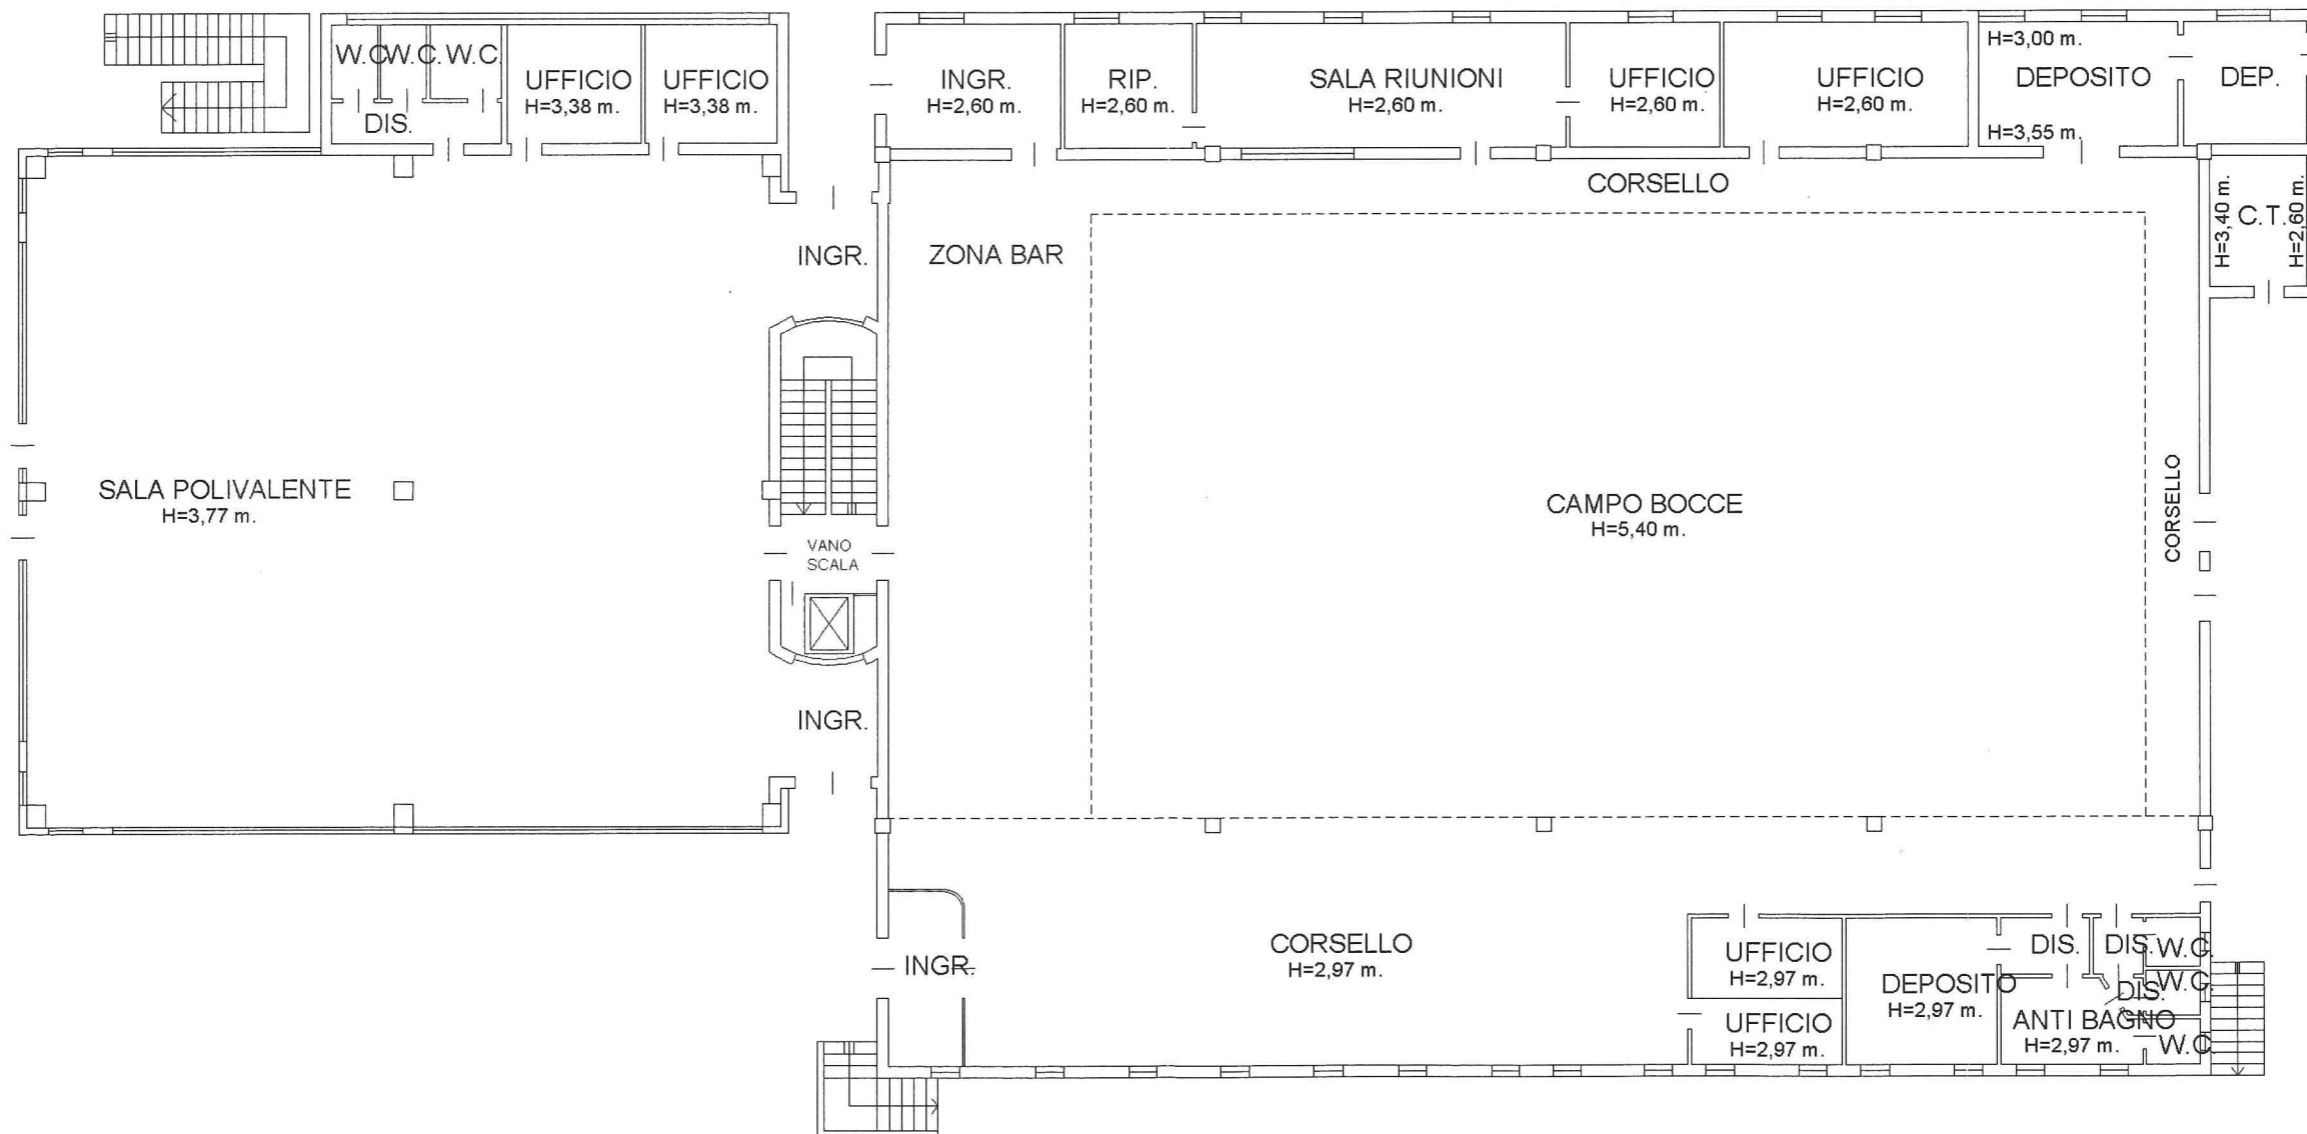 W.C.
W.C.
W.C.
DIS.
UFFICIO
H=3,38 m.
UFFICIO
H=3,38 m.
INGR.
H=2,60 m.
RIP.
H=2,60 m.
SALA RIUNIONI
H=2,60 m.
UFFICIO
H=2,60 m.
UFFICIO
H=2,60 m.
H=3,00 m.
DEPOSITO
H=3,55 m.
DEP.
CORSELLO
H=3,40 m.
C.T.
H=2,60 m.
INGR.
ZONA BAR
SALA POLIVALENTE
H=3,77 m.
VANO
SCALA
CAMPO BOCCE
H=5,40 m.
CORSELLO
INGR.
INGR.
CORSELLO
H=2,97 m.
UFFICIO
H=2,97 m.
UFFICIO
H=2,97 m.
DEPOSITO
H=2,97 m.
DIS.
DIS.
W.C.
W.C.
DIS.
ANTI BAGNO
H=2,97 m.
W.C.